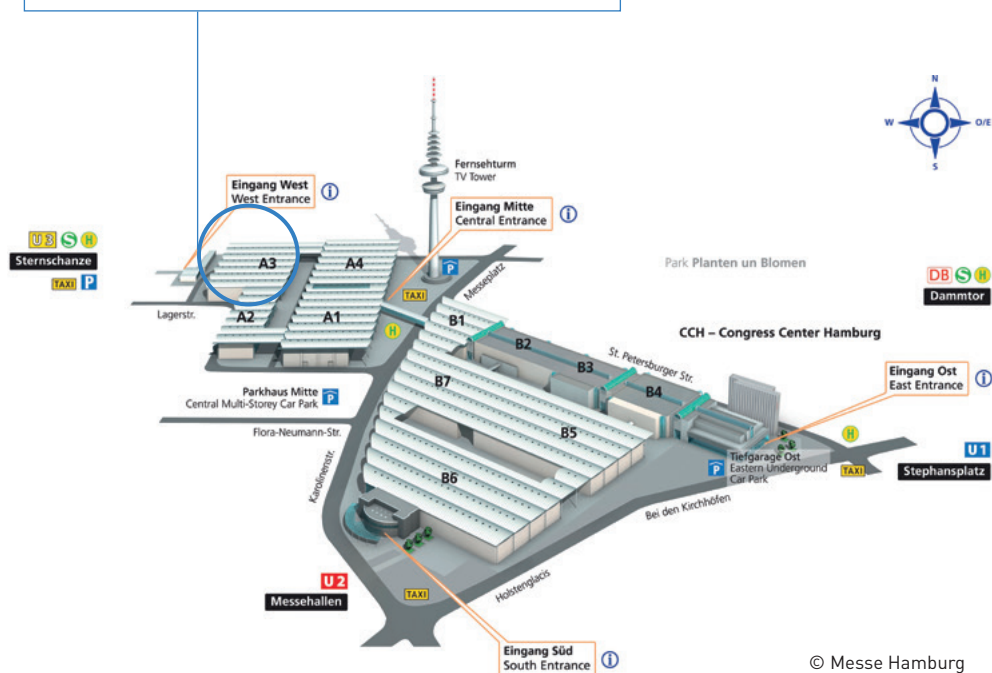 N
W
O/E
S
Fernsehturm
TV Tower
Eingang West
West Entrance
i
Eingang Mitte
Central Entrance
i
U3 S H
Sternschanze
TAXI P
A3
A4
P
TAXI
Messeplatz
Park Planten un Blomen
DB S H
Dammtor
Lagerstr.
A2
A1
H
B1
B2
CCH – Congress Center Hamburg
B3
St. Petersburger Str.
B4
Eingang Ost
East Entrance
i
B7
Parkhaus Mitte
Central Multi-Storey Car Park
P
Flora-Neumann-Str.
B5
H
U1
Stephansplatz
TAXI
P
Tiefgarage Ost
Eastern Underground
Car Park
Karolinenstr.
B6
Bei den Kirchhöfen
U2
Messehallen
TAXI
Holstenglacis
Eingang Süd
South Entrance
i
© Messe Hamburg